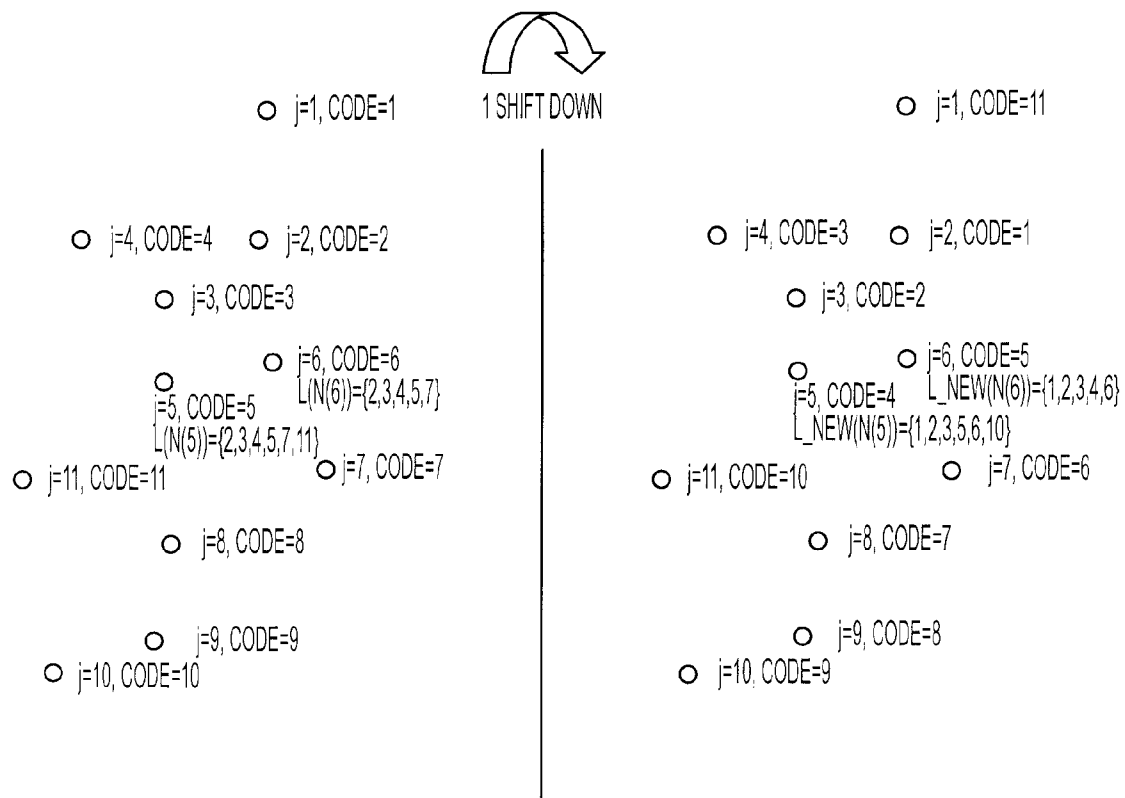 j=1, CODE=1
1 SHIFT DOWN
j=4, CODE=4
j=2, CODE=2
j=3, CODE=3
j=6, CODE=6
L(N(6))={2,3,4,5,7}
j=5, CODE=5
L(N(5))={2,3,4,5,7,11}
j=11, CODE=11
j=7, CODE=7
j=8, CODE=8
j=9, CODE=9
j=10, CODE=10
j=1, CODE=11
j=4, CODE=3
j=2, CODE=1
j=3, CODE=2
j=6, CODE=5
L_NEW(N(6))={1,2,3,4,6}
j=5, CODE=4
L_NEW(N(5))={1,2,3,5,6,10}
j=11, CODE=10
j=7, CODE=6
j=8, CODE=7
j=9, CODE=8
j=10, CODE=9